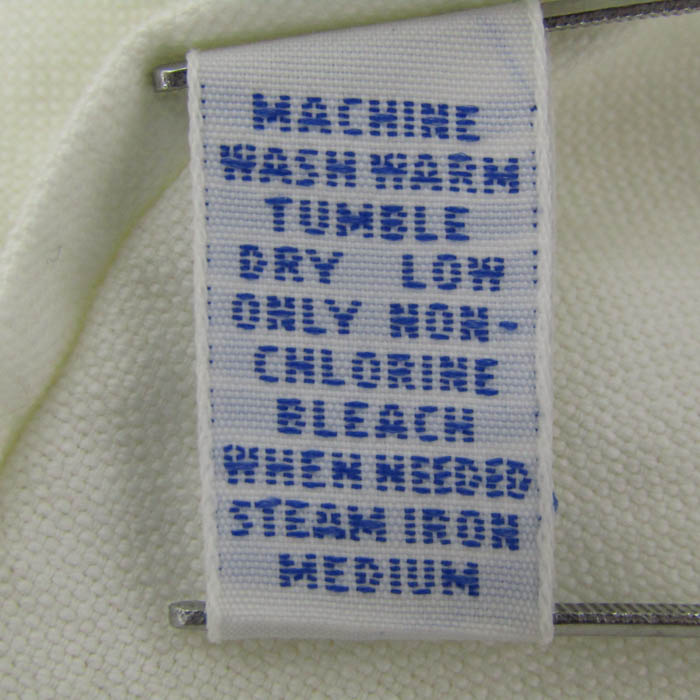 MACHINE
WASH WARM
TUMBLE
DRY LOW
ONLY NON-
CHLORINE
BLEACH
WHEN NEEDED
STEAM IRON
MEDIUM